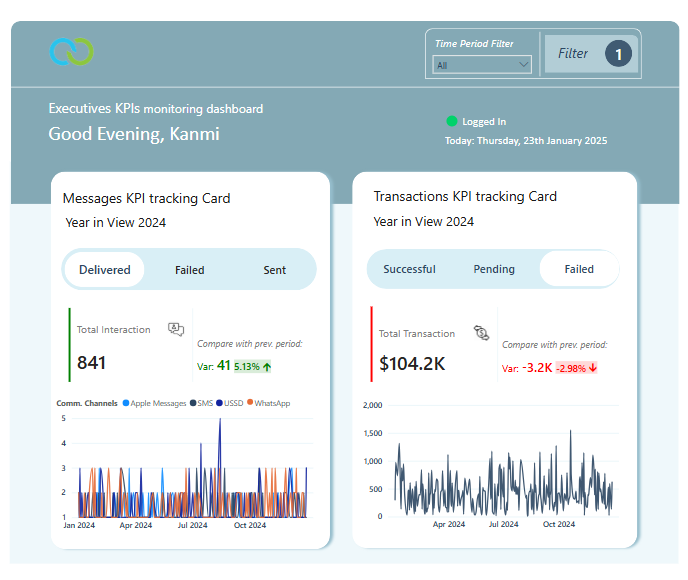 Time Period Filter
All
Filter
1
Executives KPIs monitoring dashboard
Good Evening, Kanmi
Logged In
Today: Thursday, 23th January 2025
Messages KPI tracking Card
Year in View 2024
Delivered Failed Sent
Total Interaction
841
Compare with prev. period:
Var: 41 5.13%
Comm. Channels Apple Messages SMS USSD WhatsApp
5
4
3
2
1
Jan 2024 Apr 2024 Jul 2024 Oct 2024
Transactions KPI tracking Card
Year in View 2024
Successful Pending Failed
Total Transaction
$104.2K
Compare with prev. period:
Var: -3.2K -2.98%
2,000
1,500
1,000
500
0
Apr 2024 Jul 2024 Oct 2024